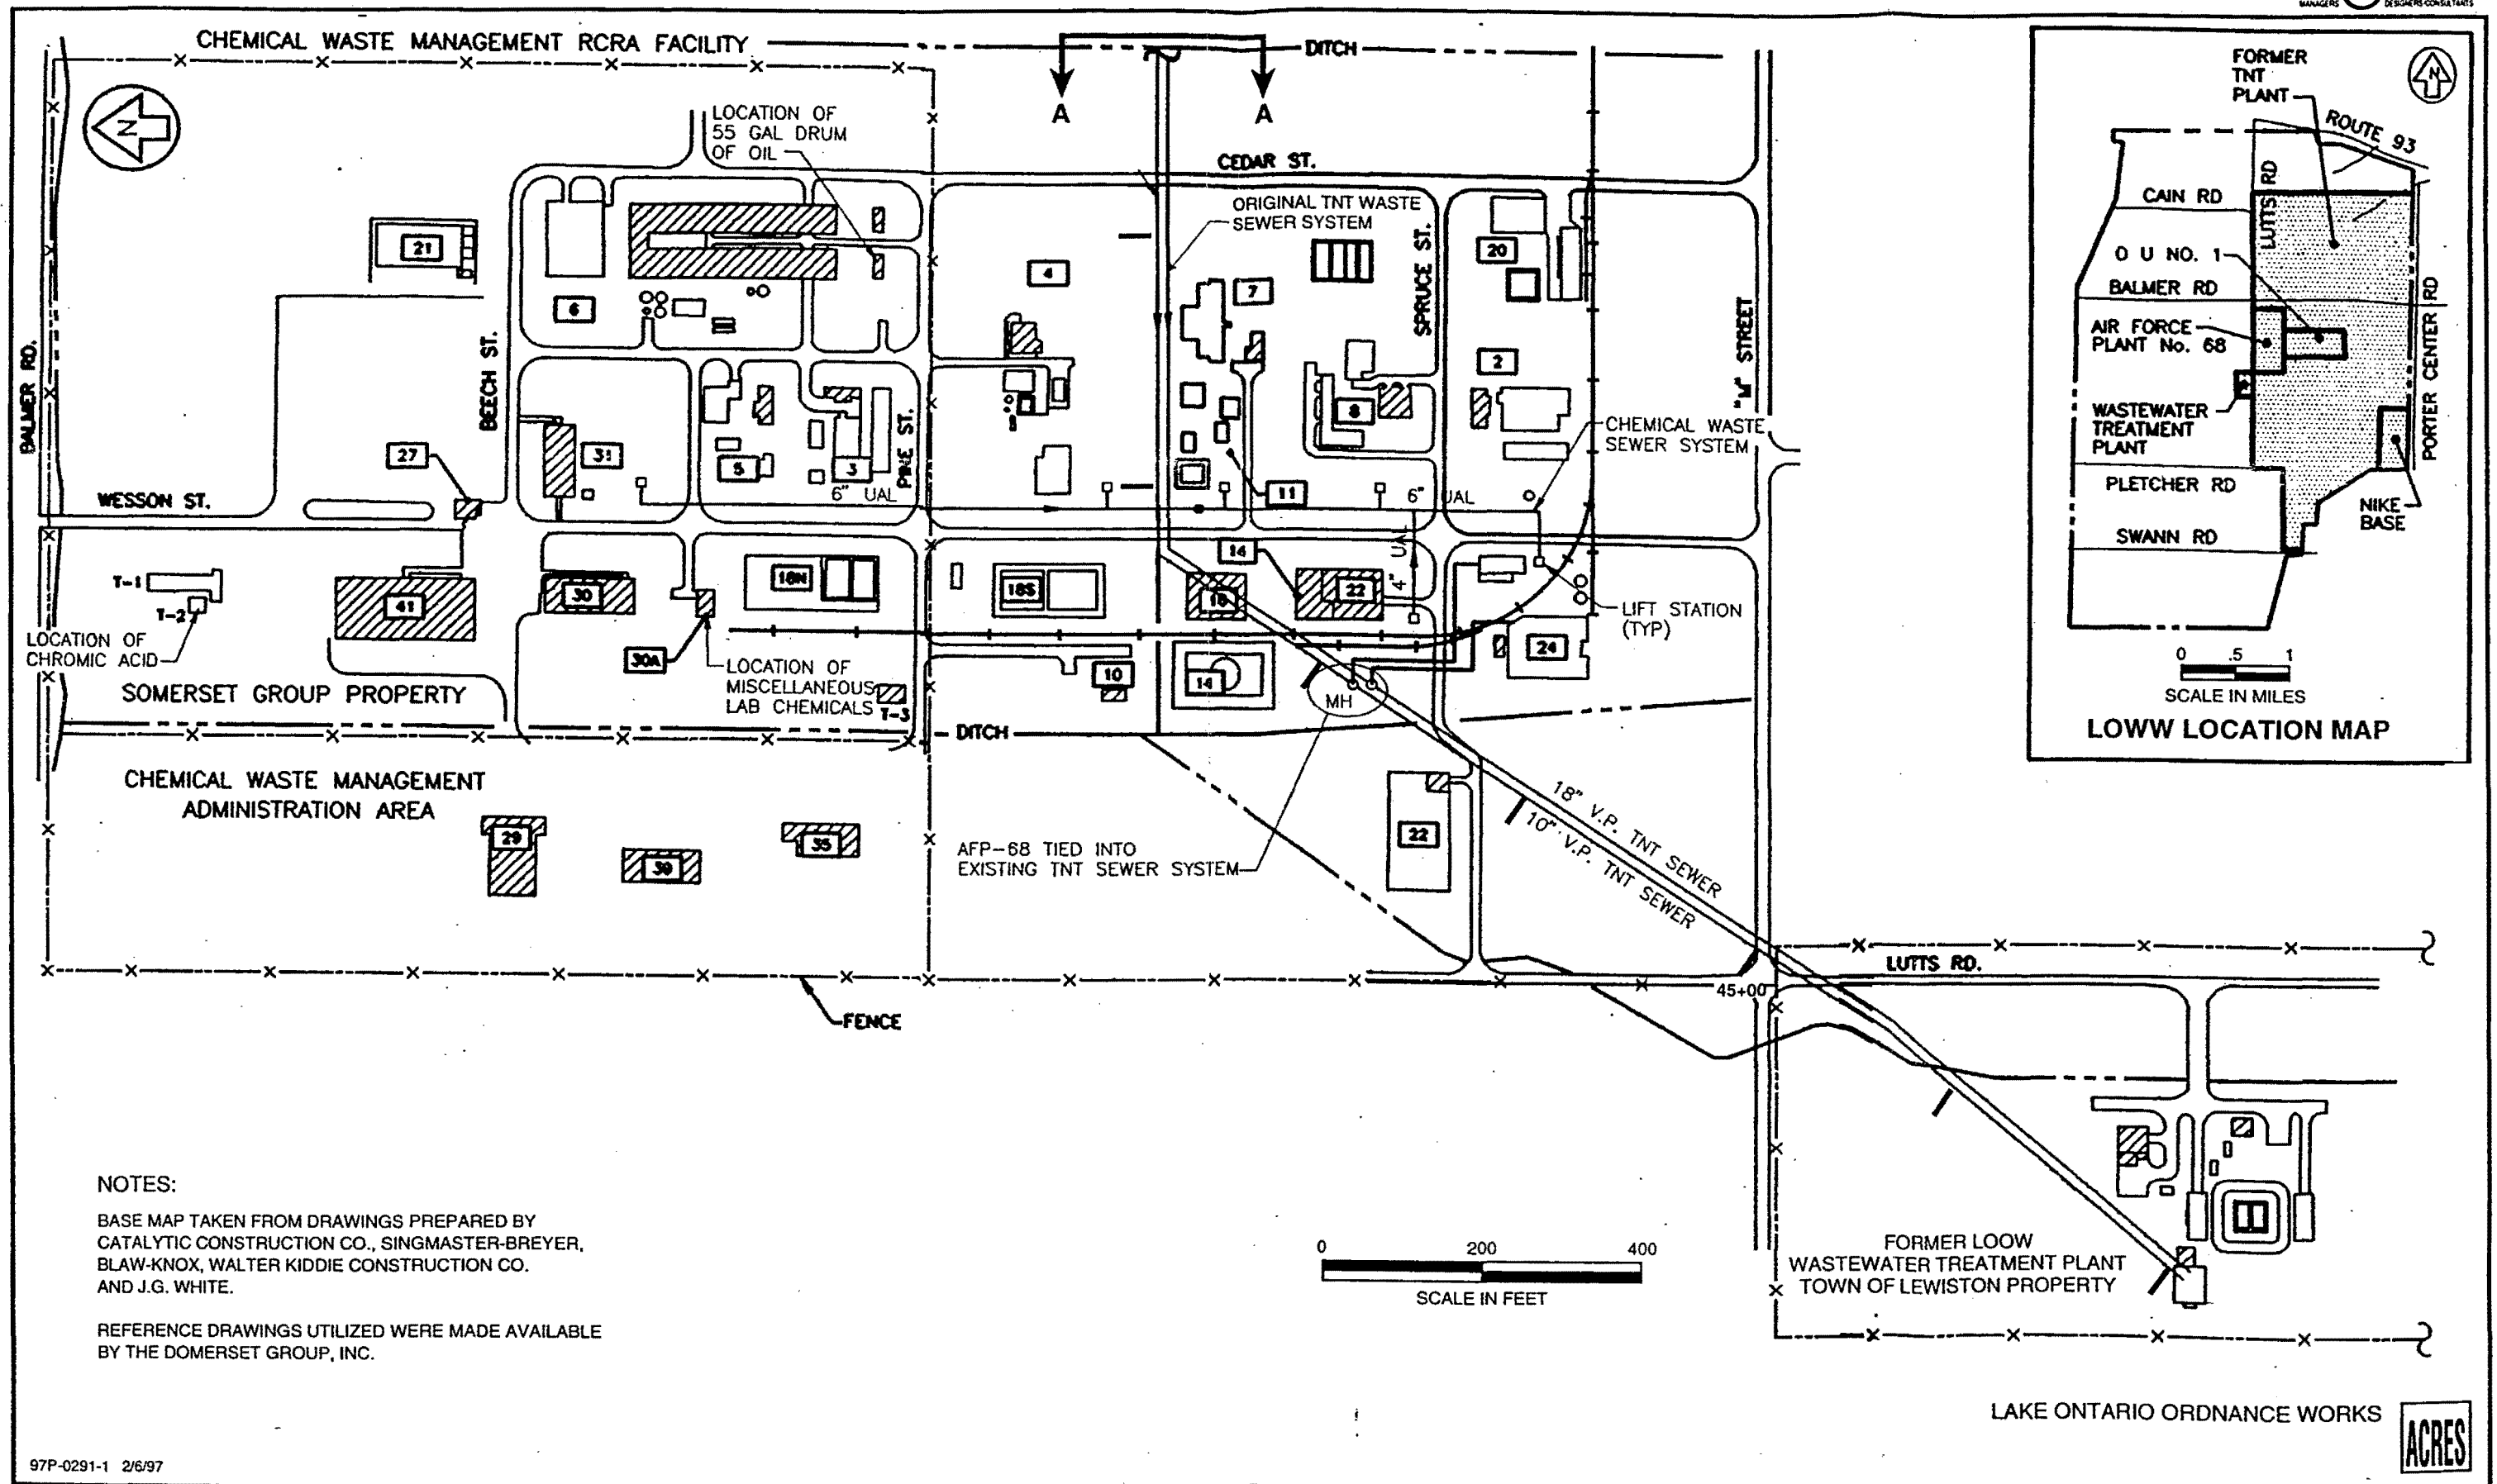 MANAGERS
DESIGNERS·CONSULTANTS
CHEMICAL WASTE MANAGEMENT RCRA FACILITY
DITCH
A
A
N
LOCATION OF
55 GAL DRUM
OF OIL
CEDAR ST.
ORIGINAL TNT WASTE
SEWER SYSTEM
21
6
4
7
20
SPRUCE ST.
"M" STREET
BALMER RD.
BEECH ST.
2
8
CHEMICAL WASTE
SEWER SYSTEM
27
31
5
3
PINE ST.
6" UAL
11
6" UAL
WESSON ST.
4" UAL
T-1
T-2
LOCATION OF
CHROMIC ACID
41
30
18N
18S
16
14
22
LIFT STATION
(TYP)
30A
LOCATION OF
MISCELLANEOUS
LAB CHEMICALS
T-3
10
14
24
MH
SOMERSET GROUP PROPERTY
DITCH
CHEMICAL WASTE MANAGEMENT
ADMINISTRATION AREA
29
39
35
AFP-68 TIED INTO
EXISTING TNT SEWER SYSTEM
22
18" V.P. TNT SEWER
10" V.P. TNT SEWER
LUTTS RD.
45+00
FENCE
FORMER
TNT
PLANT
N
ROUTE 93
LUTTS RD
CAIN RD
O U NO. 1
BALMER RD
AIR FORCE
PLANT No. 68
PORTER CENTER RD
WASTEWATER
TREATMENT
PLANT
PLETCHER RD
NIKE
BASE
SWANN RD
0 .5 1
SCALE IN MILES
LOWW LOCATION MAP
NOTES:
BASE MAP TAKEN FROM DRAWINGS PREPARED BY
CATALYTIC CONSTRUCTION CO., SINGMASTER-BREYER,
BLAW-KNOX, WALTER KIDDIE CONSTRUCTION CO.
AND J.G. WHITE.
REFERENCE DRAWINGS UTILIZED WERE MADE AVAILABLE
BY THE DOMERSET GROUP, INC.
0 200 400
SCALE IN FEET
FORMER LOOW
WASTEWATER TREATMENT PLANT
TOWN OF LEWISTON PROPERTY
LAKE ONTARIO ORDNANCE WORKS
ACRES
97P-0291-1 2/6/97